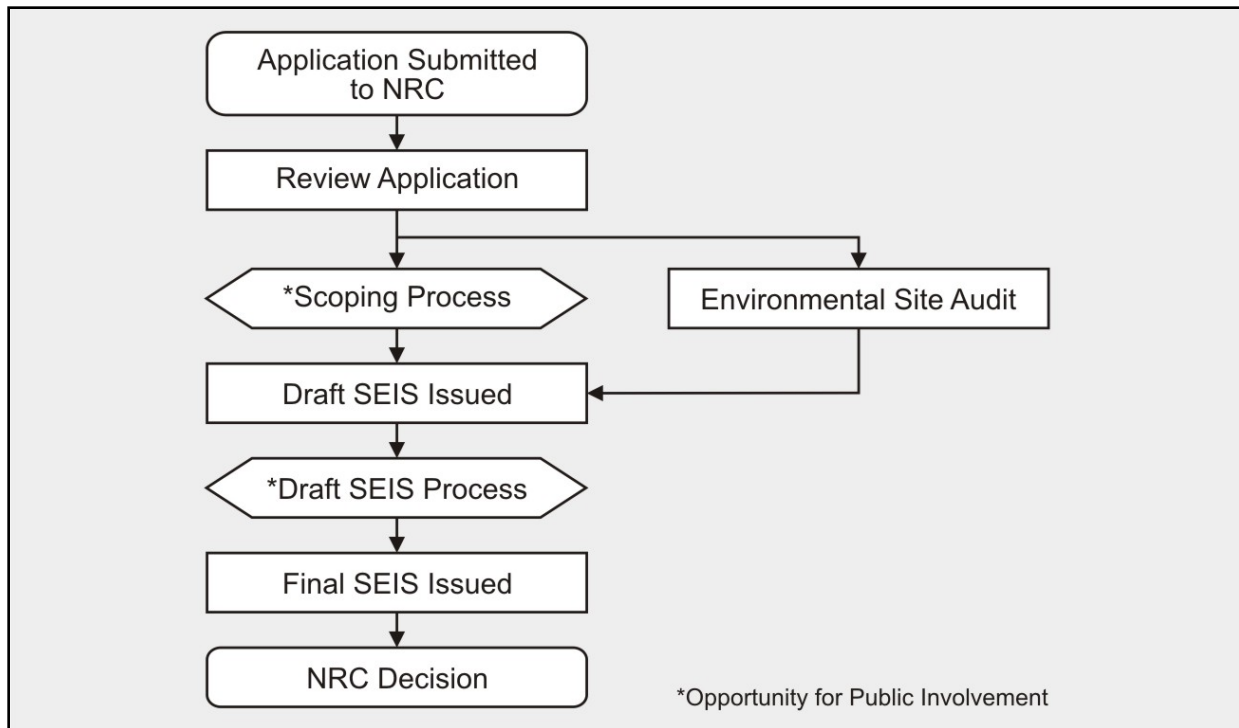 Application Submitted
to NRC
Review Application
*Scoping Process
Environmental Site Audit
Draft SEIS Issued
*Draft SEIS Process
Final SEIS Issued
NRC Decision
*Opportunity for Public Involvement